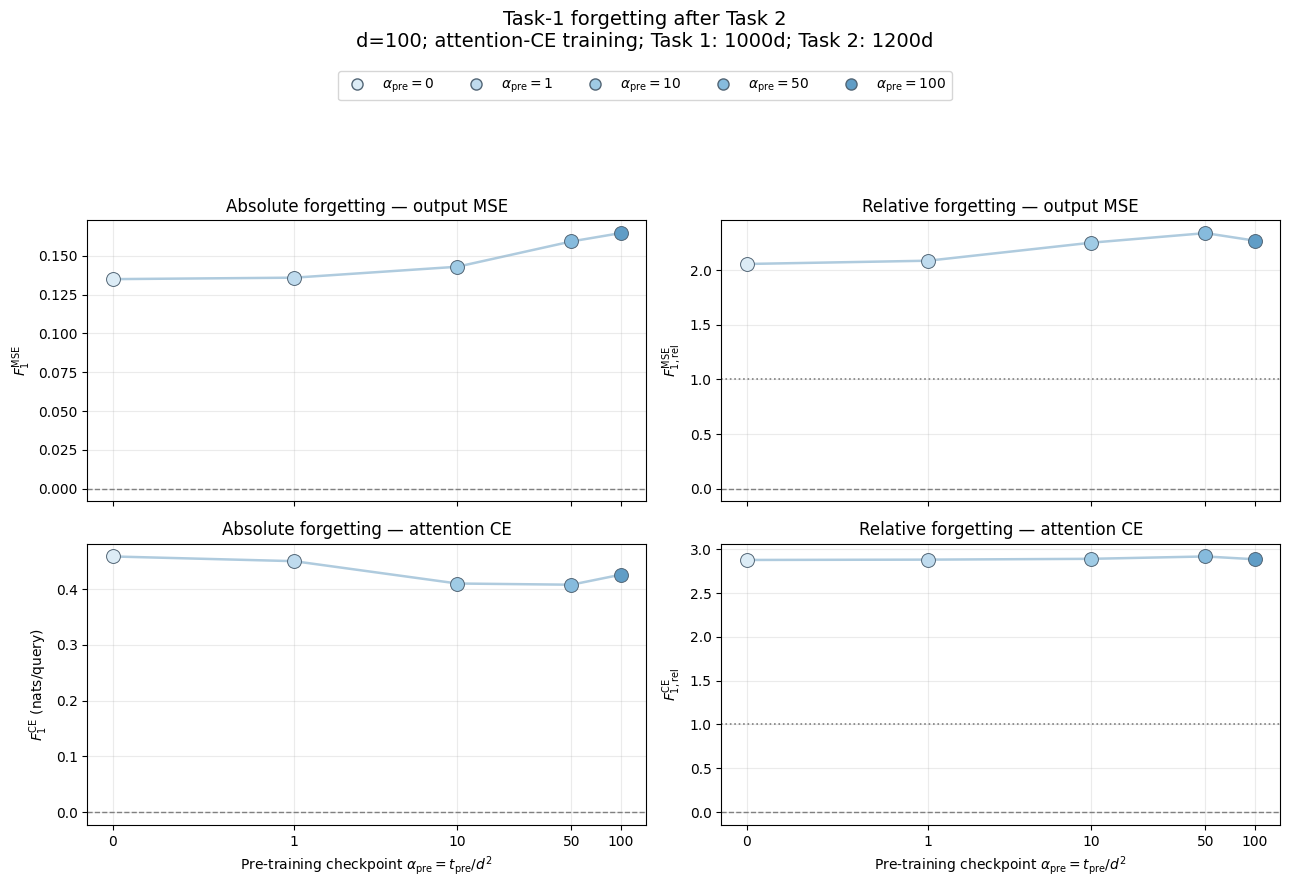 Task-1 forgetting after Task 2
d=100; attention-CE training; Task 1: 1000d; Task 2: 1200d
α_pre = 0 α_pre = 1 α_pre = 10 α_pre = 50 α_pre = 100
Absolute forgetting — output MSE
0.150
0.125
0.100
0.075
0.050
0.025
0.000
F_1^MSE
Relative forgetting — output MSE
2.0
1.5
1.0
0.5
0.0
F_1,rel^MSE
Absolute forgetting — attention CE
0.4
0.3
0.2
0.1
0.0
F_1^CE (nats/query)
0 1 10 50 100
Pre-training checkpoint α_pre = t_pre/d²
Relative forgetting — attention CE
3.0
2.5
2.0
1.5
1.0
0.5
0.0
F_1,rel^CE
0 1 10 50 100
Pre-training checkpoint α_pre = t_pre/d²